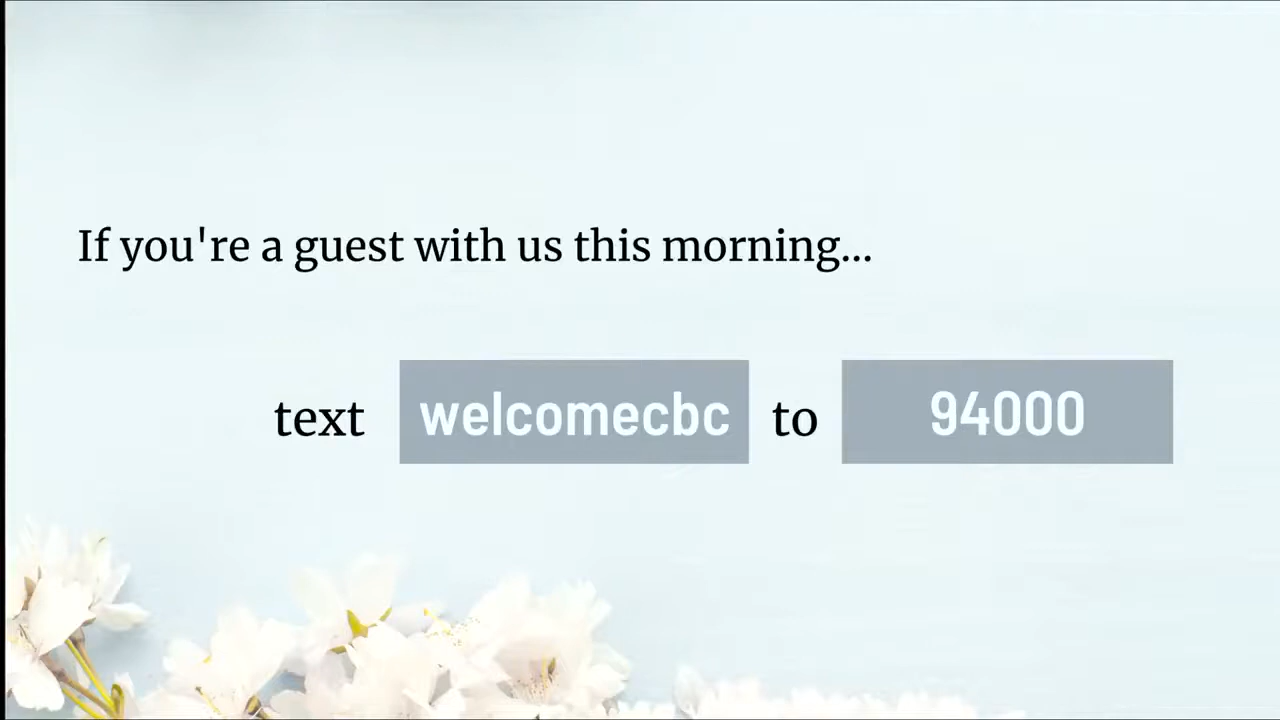 If you're a guest with us this morning...
text welcomecbc to 94000